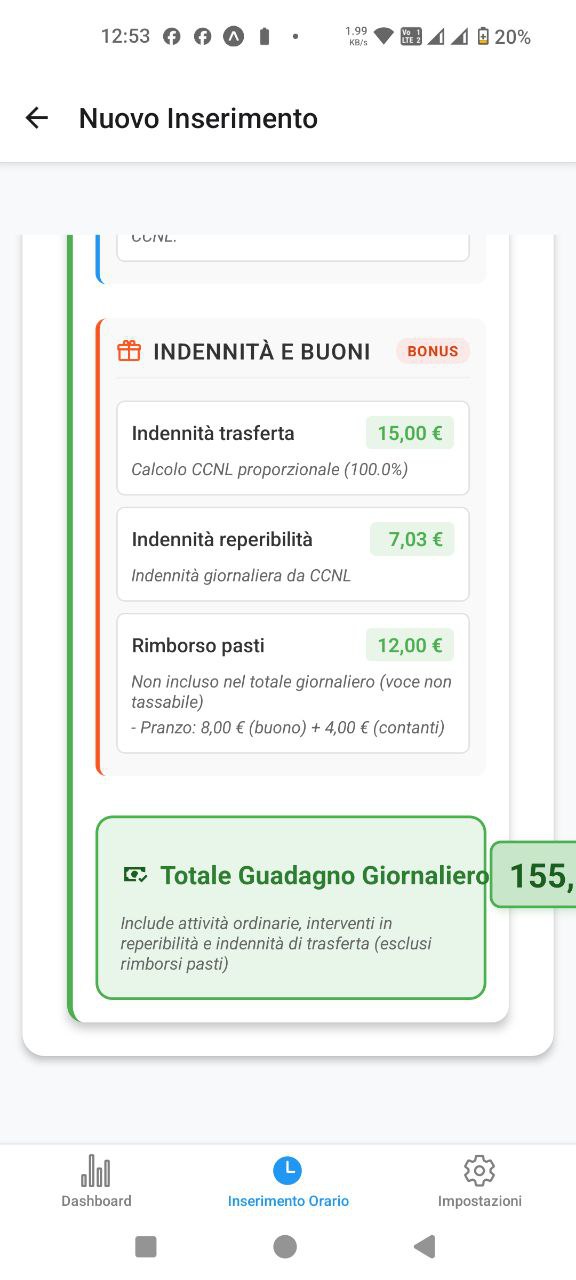 12:53
1.99
KB/s
Vo 1
LTE 2
20%
Nuovo Inserimento
CCNL.
INDENNITÀ E BUONI
BONUS
Indennità trasferta
15,00 €
Calcolo CCNL proporzionale (100.0%)
Indennità reperibilità
7,03 €
Indennità giornaliera da CCNL
Rimborso pasti
12,00 €
Non incluso nel totale giornaliero (voce non
tassabile)
- Pranzo: 8,00 € (buono) + 4,00 € (contanti)
Totale Guadagno Giornaliero
155,
Include attività ordinarie, interventi in
reperibilità e indennità di trasferta (esclusi
rimborsi pasti)
Dashboard
Inserimento Orario
Impostazioni